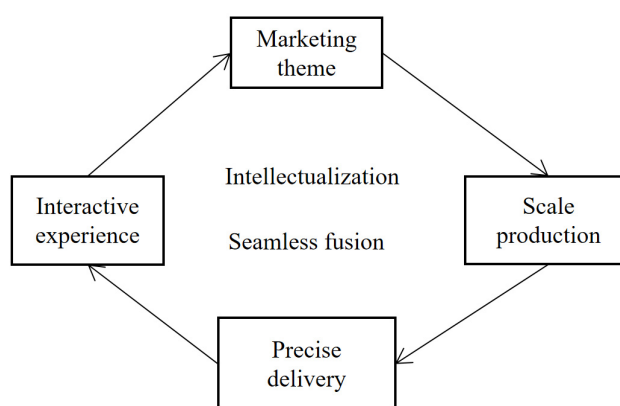 Marketing
theme
Intellectualization
Interactive
experience
Scale
production
Seamless fusion
Precise
delivery